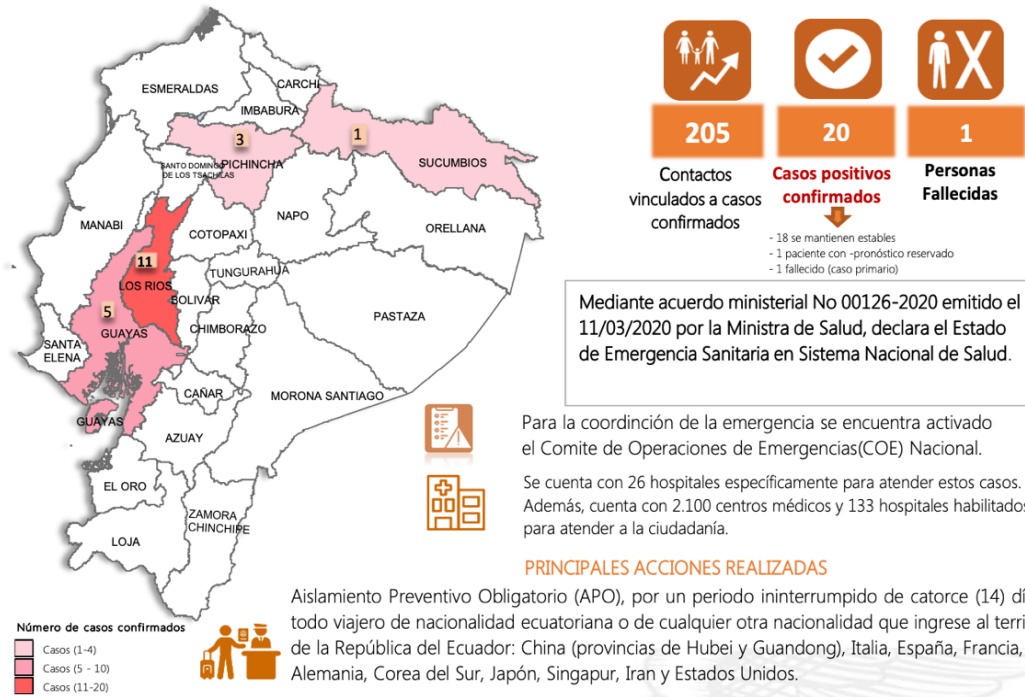 ESMERALDAS
CARCHI
IMBABURA
3
1
SANTO DOMINGO
DE LOS TSACHILAS
PICHINCHA
SUCUMBIOS
MANABI
NAPO
ORELLANA
COTOPAXI
11
TUNGURAHUA
LOS RIOS
BOLIVAR
5
PASTAZA
GUAYAS
CHIMBORAZO
SANTA
ELENA
CAÑAR
MORONA SANTIAGO
GUAYAS
AZUAY
EL ORO
ZAMORA
CHINCHIPE
LOJA
Número de casos confirmados
Casos (1-4)
Casos (5 - 10)
Casos (11-20)
205
20
1
Contactos
vinculados a casos
confirmados
Casos positivos
confirmados
Personas
Fallecidas
- 18 se mantienen estables
- 1 paciente con -pronóstico reservado
- 1 fallecido (caso primario)
Mediante acuerdo ministerial No 00126-2020 emitido el
11/03/2020 por la Ministra de Salud, declara el Estado
de Emergencia Sanitaria en Sistema Nacional de Salud.
Para la coordinción de la emergencia se encuentra activado
el Comite de Operaciones de Emergencias(COE) Nacional.
Se cuenta con 26 hospitales específicamente para atender estos casos.
Además, cuenta con 2.100 centros médicos y 133 hospitales habilitados
para atender a la ciudadanía.
PRINCIPALES ACCIONES REALIZADAS
Aislamiento Preventivo Obligatorio (APO), por un periodo ininterrumpido de catorce (14) dí
todo viajero de nacionalidad ecuatoriana o de cualquier otra nacionalidad que ingrese al terri
de la República del Ecuador: China (provincias de Hubei y Guandong), Italia, España, Francia,
Alemania, Corea del Sur, Japón, Singapur, Iran y Estados Unidos.